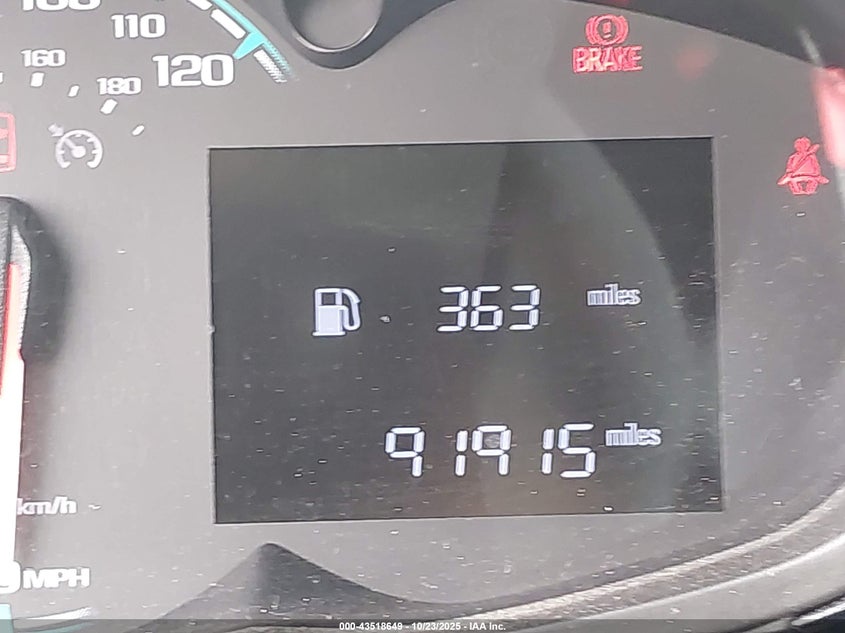 110
160
120
180
BRAKE
363 miles
91915 miles
km/h
MPH
000-43518649 - 10/23/2025 - IAA Inc.